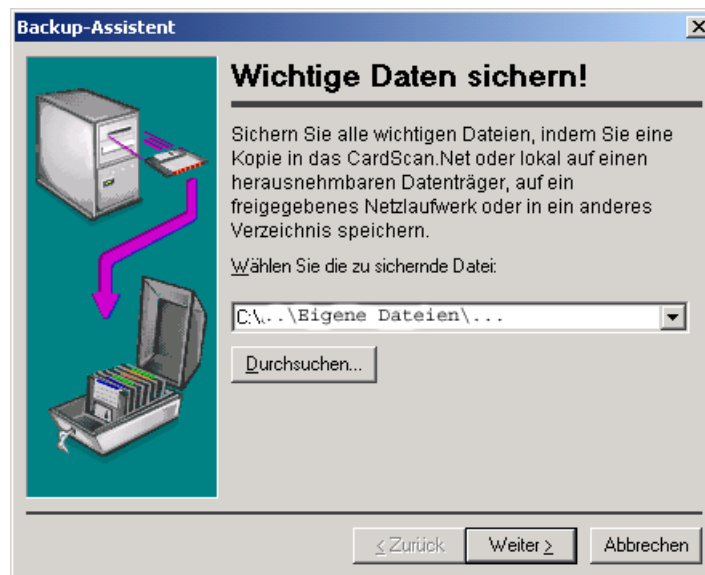 Backup-Assistent
Wichtige Daten sichern!
Sichern Sie alle wichtigen Dateien, indem Sie eine
Kopie in das CardScan.Net oder lokal auf einen
herausnehmbaren Datenträger, auf ein
freigegebenes Netzlaufwerk oder in ein anderes
Verzeichnis speichern.
Wählen Sie die zu sichernde Datei:
C:\...\Eigene Dateien\...
Durchsuchen...
< Zurück
Weiter >
Abbrechen